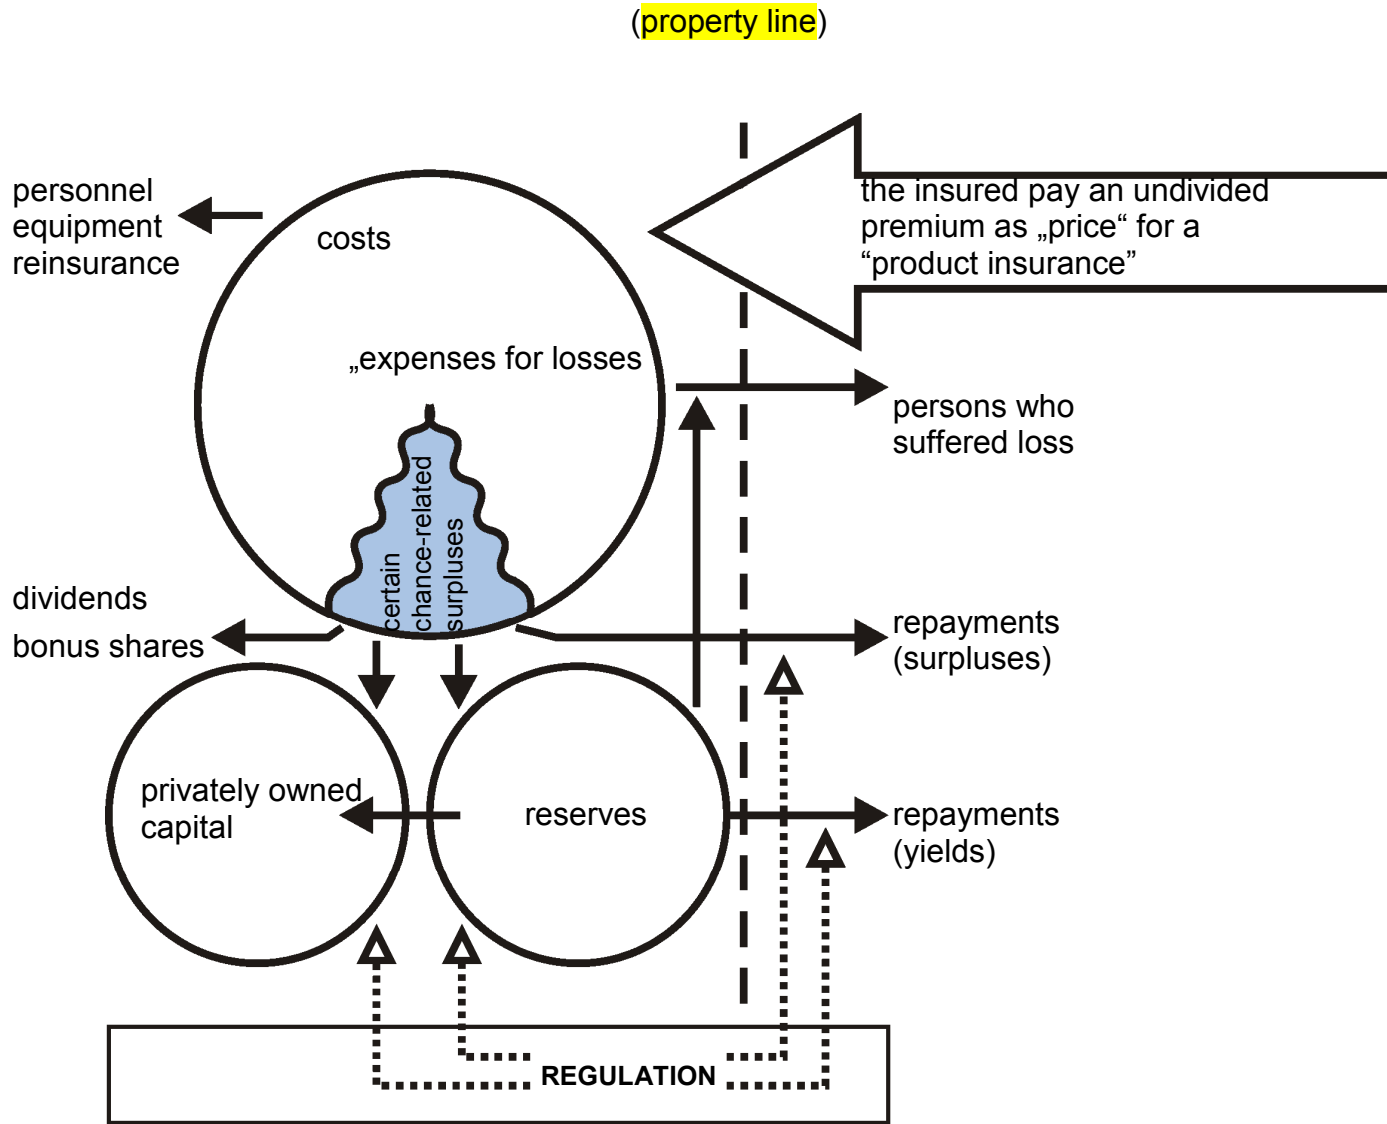 (property line)
personnel
equipment
reinsurance
costs
the insured pay an undivided
premium as „price“ for a
“product insurance”
„expenses for losses
persons who
suffered loss
certain
chance-related
surpluses
dividends
bonus shares
repayments
(surpluses)
privately owned
capital
reserves
repayments
(yields)
REGULATION